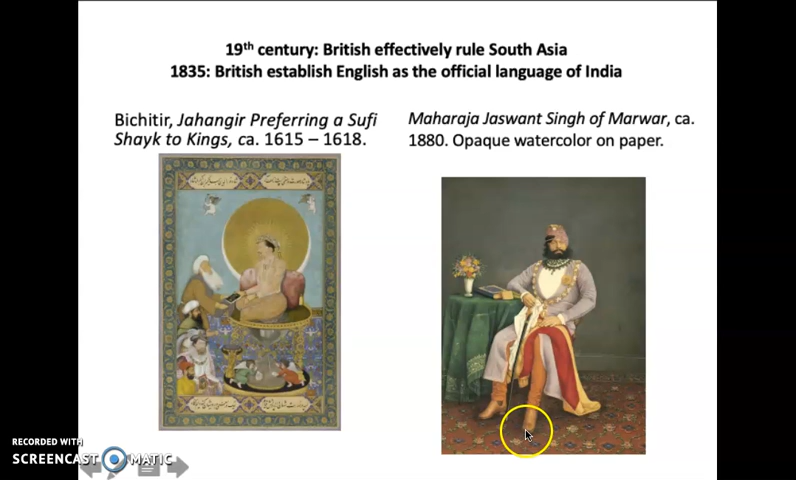 19th century: British effectively rule South Asia
1835: British establish English as the official language of India
Bichitir, Jahangir Preferring a Sufi
Shayk to Kings, ca. 1615 – 1618.
Maharaja Jaswant Singh of Marwar, ca.
1880. Opaque watercolor on paper.
RECORDED WITH
SCREENCAST MATIC